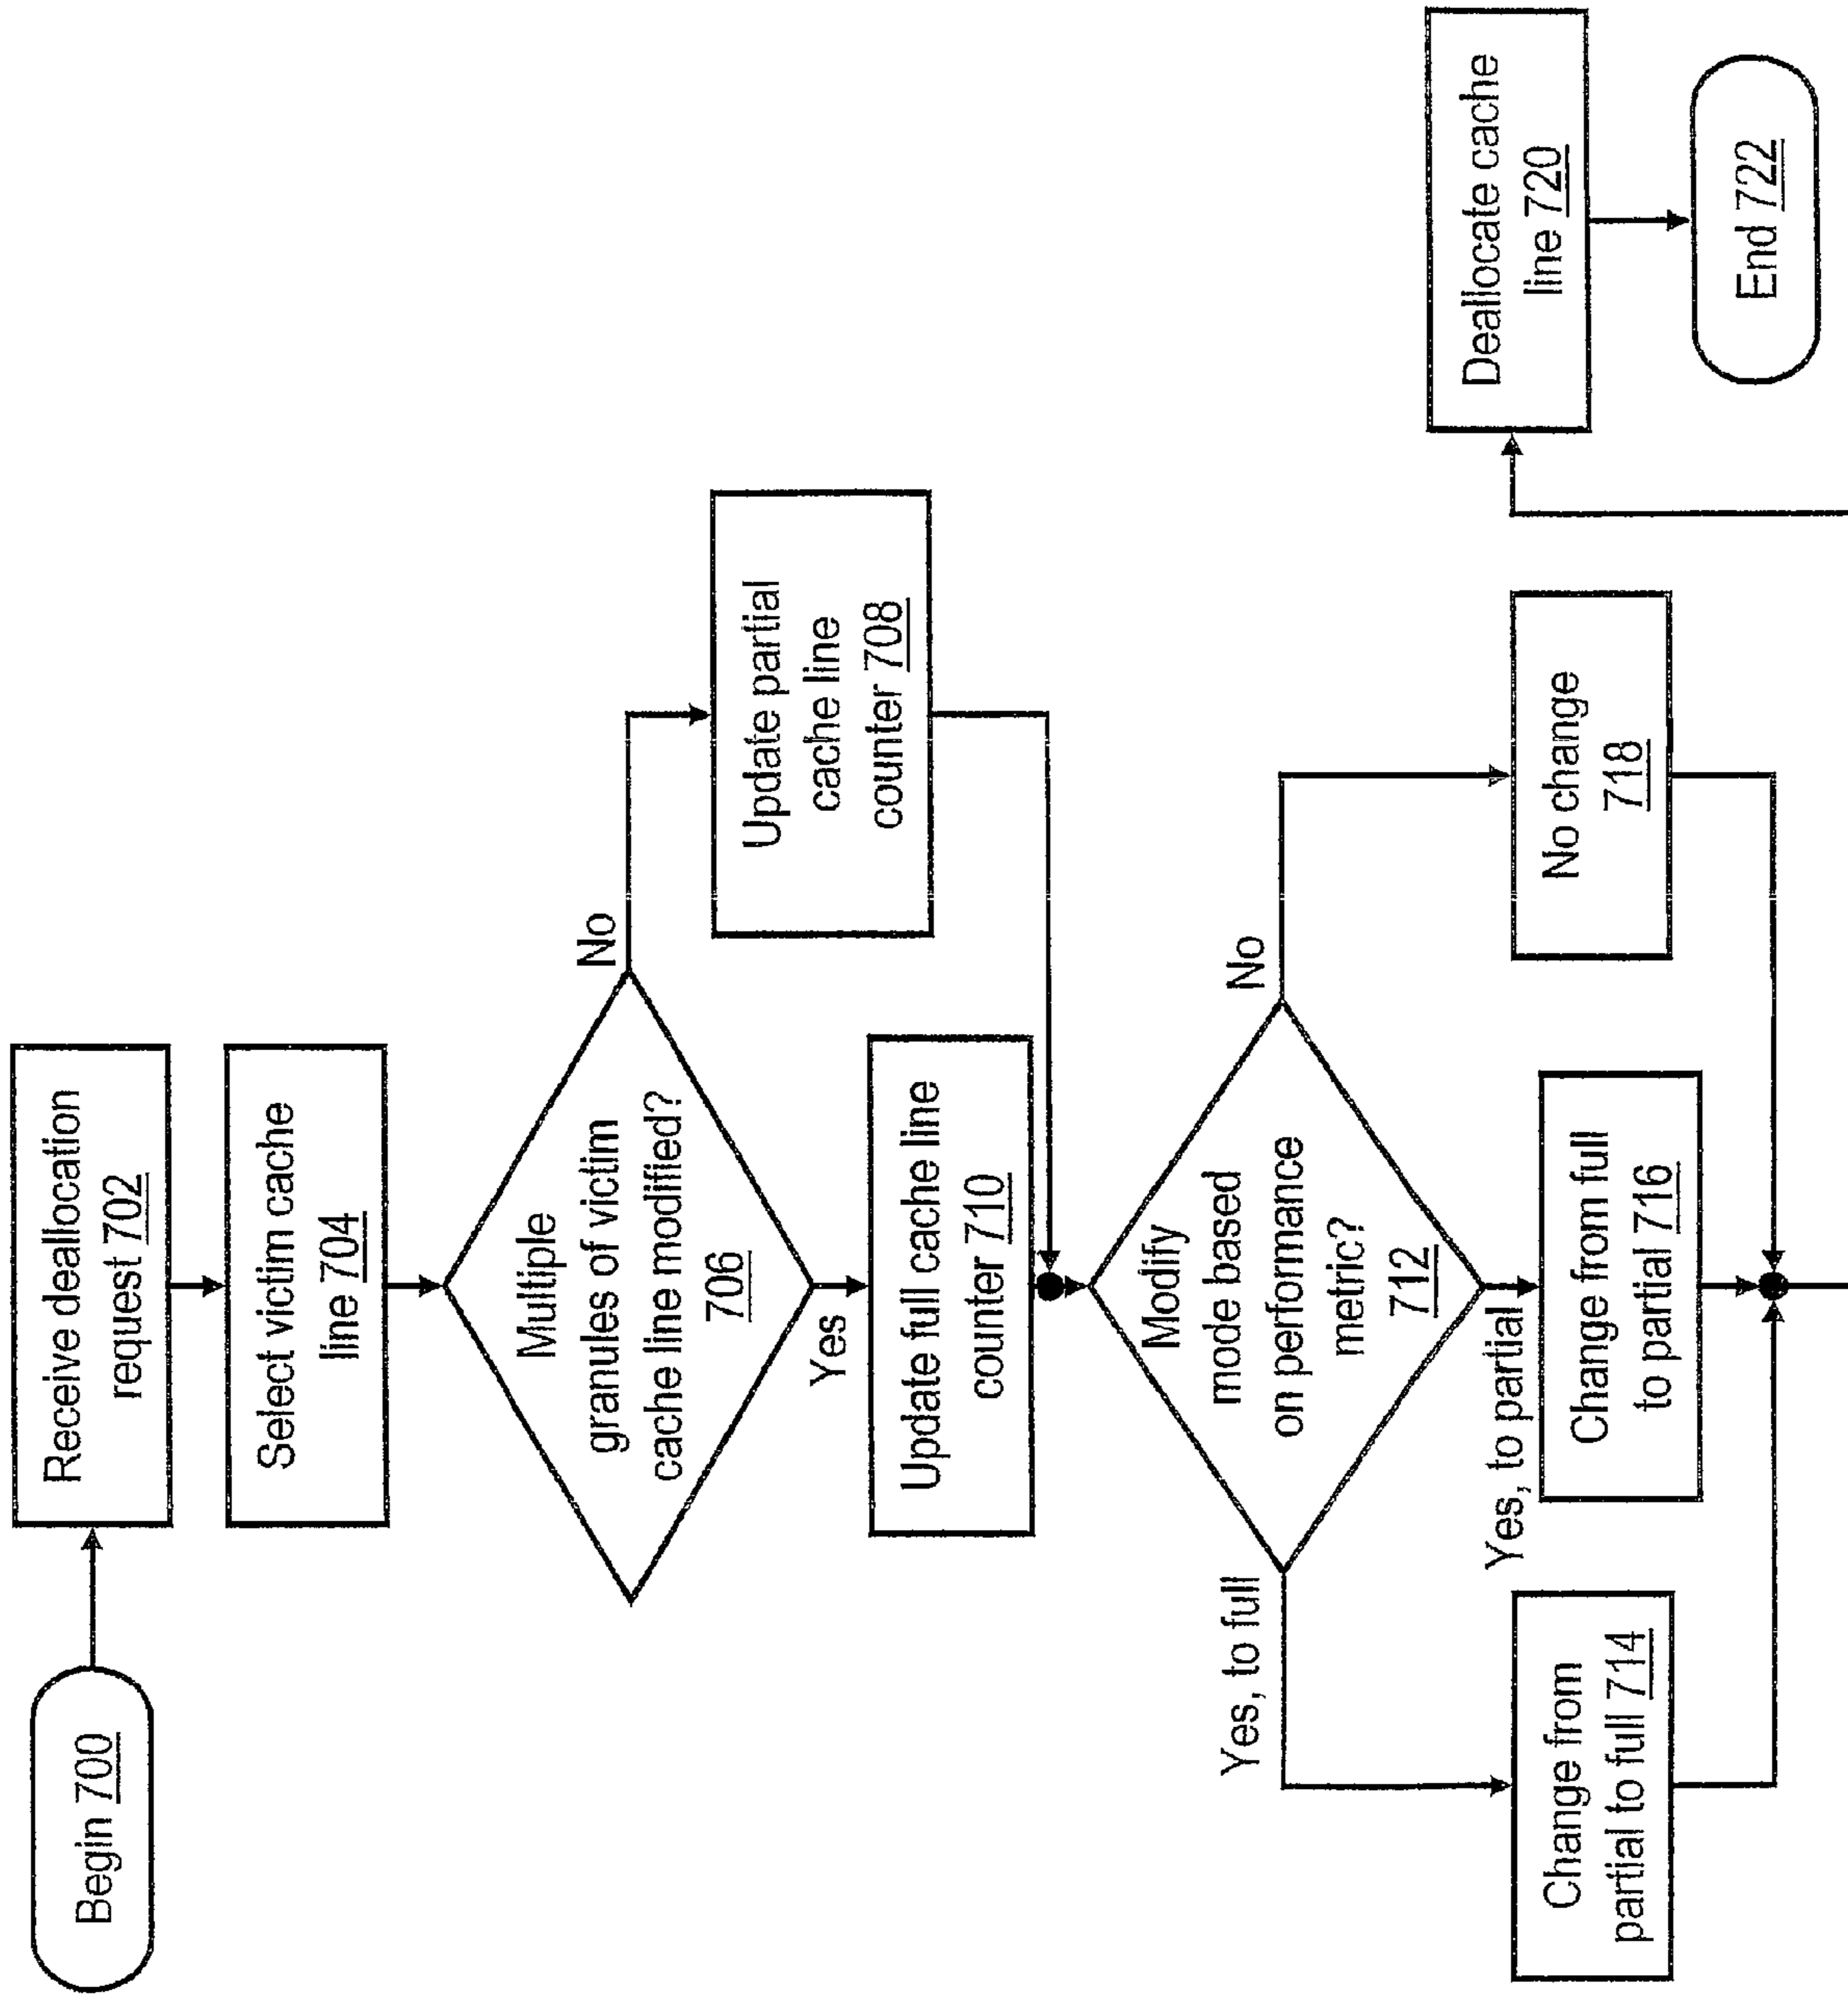 Begin 700
Receive deallocation
request 702
Select victim cache
line 704
Multiple
granules of victim
cache line modified?
706
No
Yes
Update partial
cache line
counter 708
Update full cache line
counter 710
Modify
mode based
on performance
metric?
712
Yes, to full
Yes, to partial
No
Change from
partial to full 714
Change from full
to partial 716
No change
718
Deallocate cache
line 720
End 722